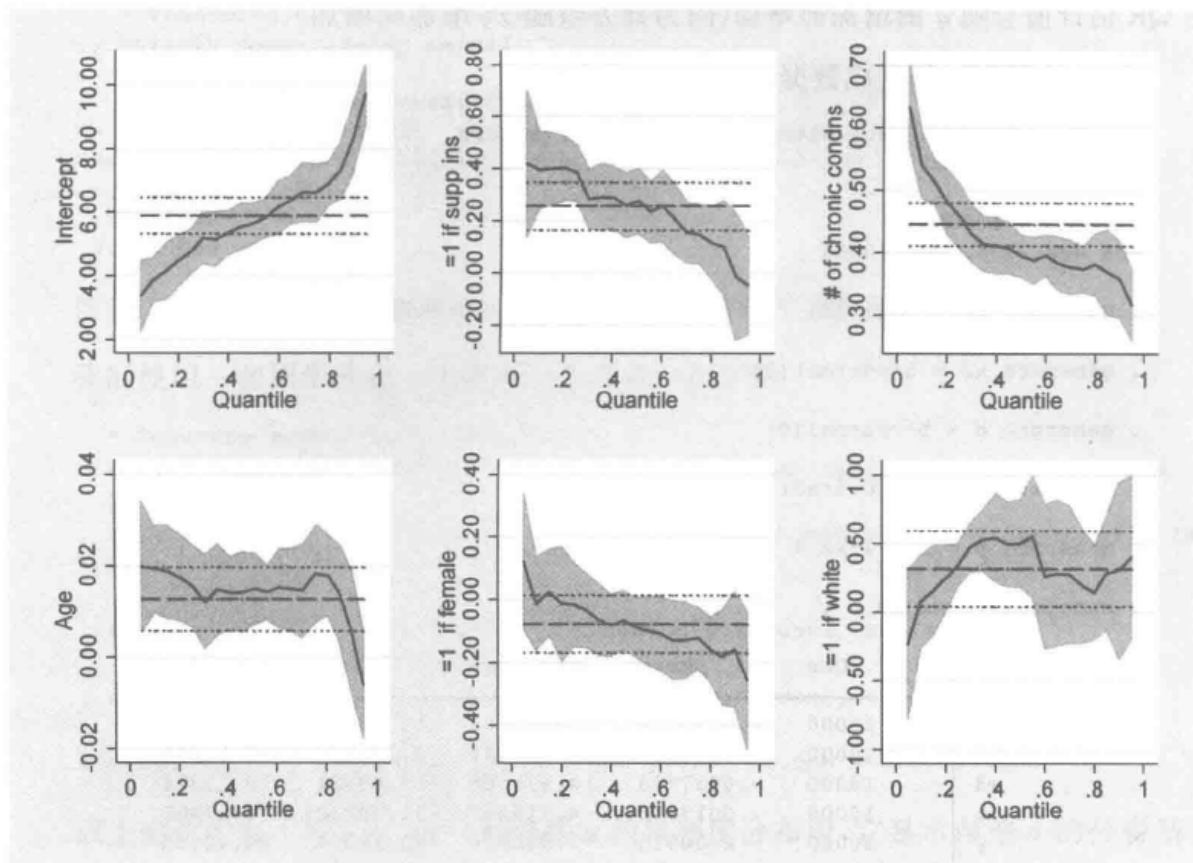 Intercept
10.00
8.00
6.00
4.00
2.00
0 .2 .4 .6 .8 1
Quantile
=1 if supp ins
0.80
0.60
0.40
0.20
0.00
-0.20
0 .2 .4 .6 .8 1
Quantile
# of chronic condns
0.70
0.60
0.50
0.40
0.30
0 .2 .4 .6 .8 1
Quantile
Age
0.04
0.02
0.00
-0.02
0 .2 .4 .6 .8 1
Quantile
=1 if female
0.40
0.20
0.00
-0.20
-0.40
0 .2 .4 .6 .8 1
Quantile
=1 if white
1.00
0.50
0.00
-0.50
-1.00
0 .2 .4 .6 .8 1
Quantile